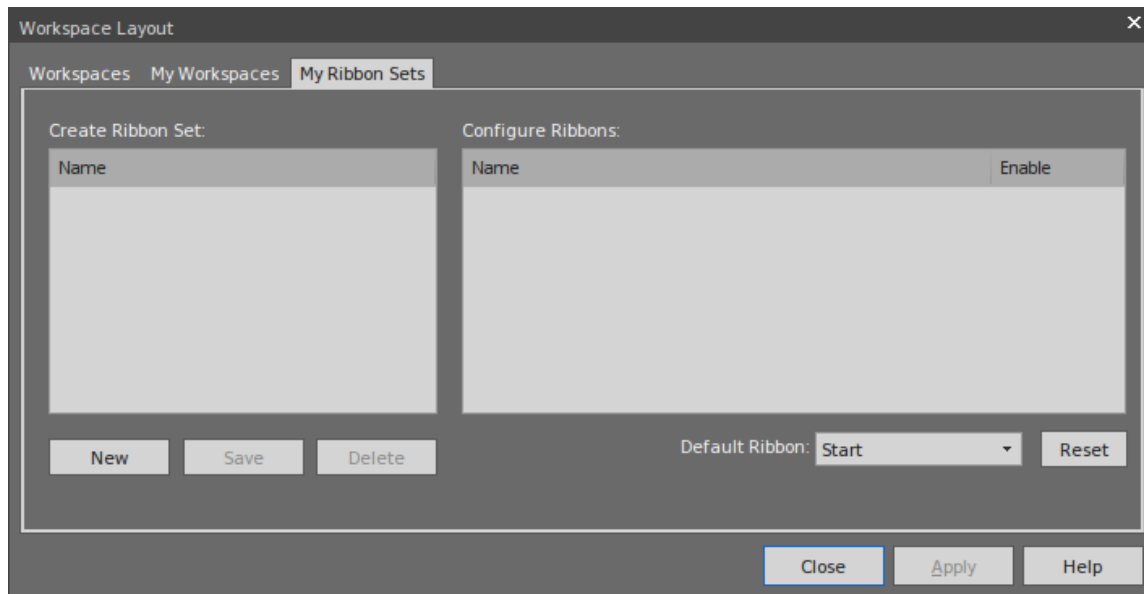 Workspace Layout
Workspaces My Workspaces My Ribbon Sets
Create Ribbon Set: Configure Ribbons:
Name Name Enable
New Save Delete Default Ribbon: Start Reset
Close Apply Help